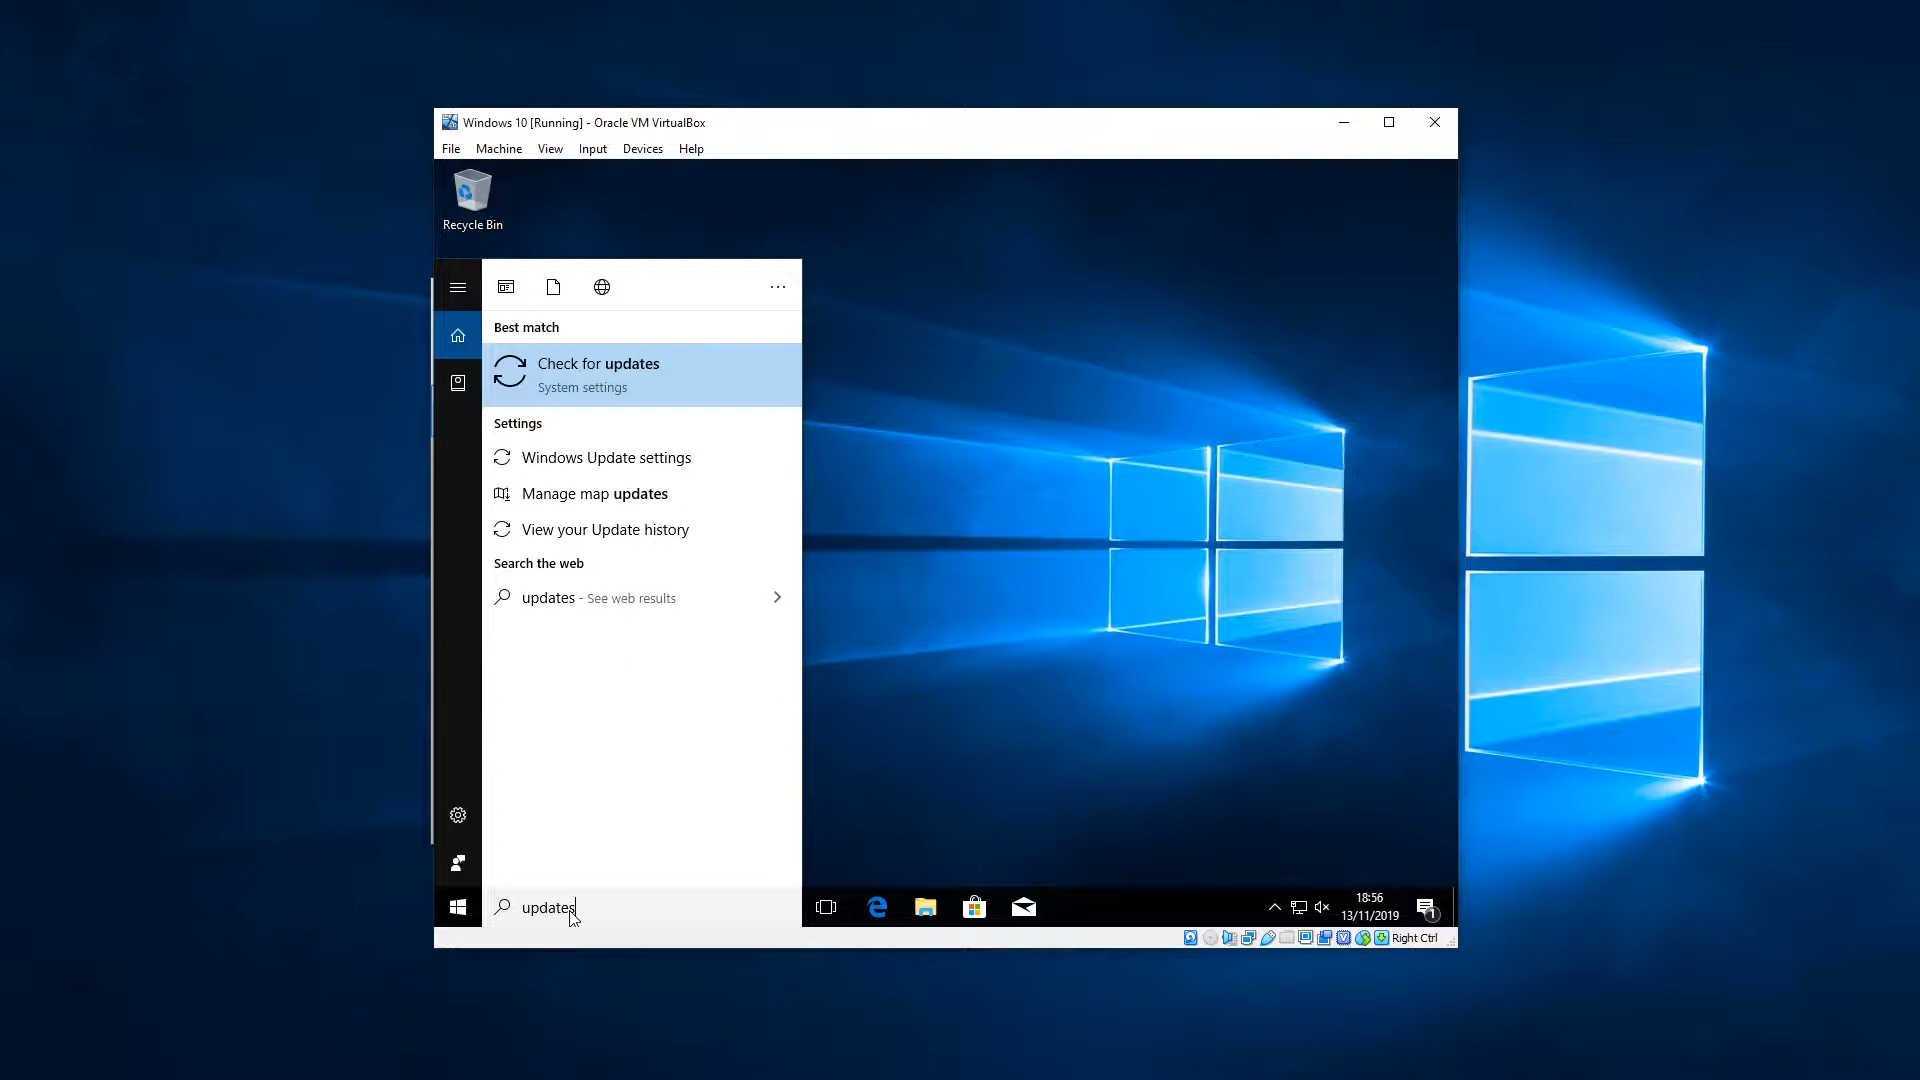 Windows 10 [Running] - Oracle VM VirtualBox
File Machine View Input Devices Help
Recycle Bin
Best match
Check for updates
System settings
Settings
Windows Update settings
Manage map updates
View your Update history
Search the web
updates - See web results
updates
18:56
13/11/2019
1
Right Ctrl